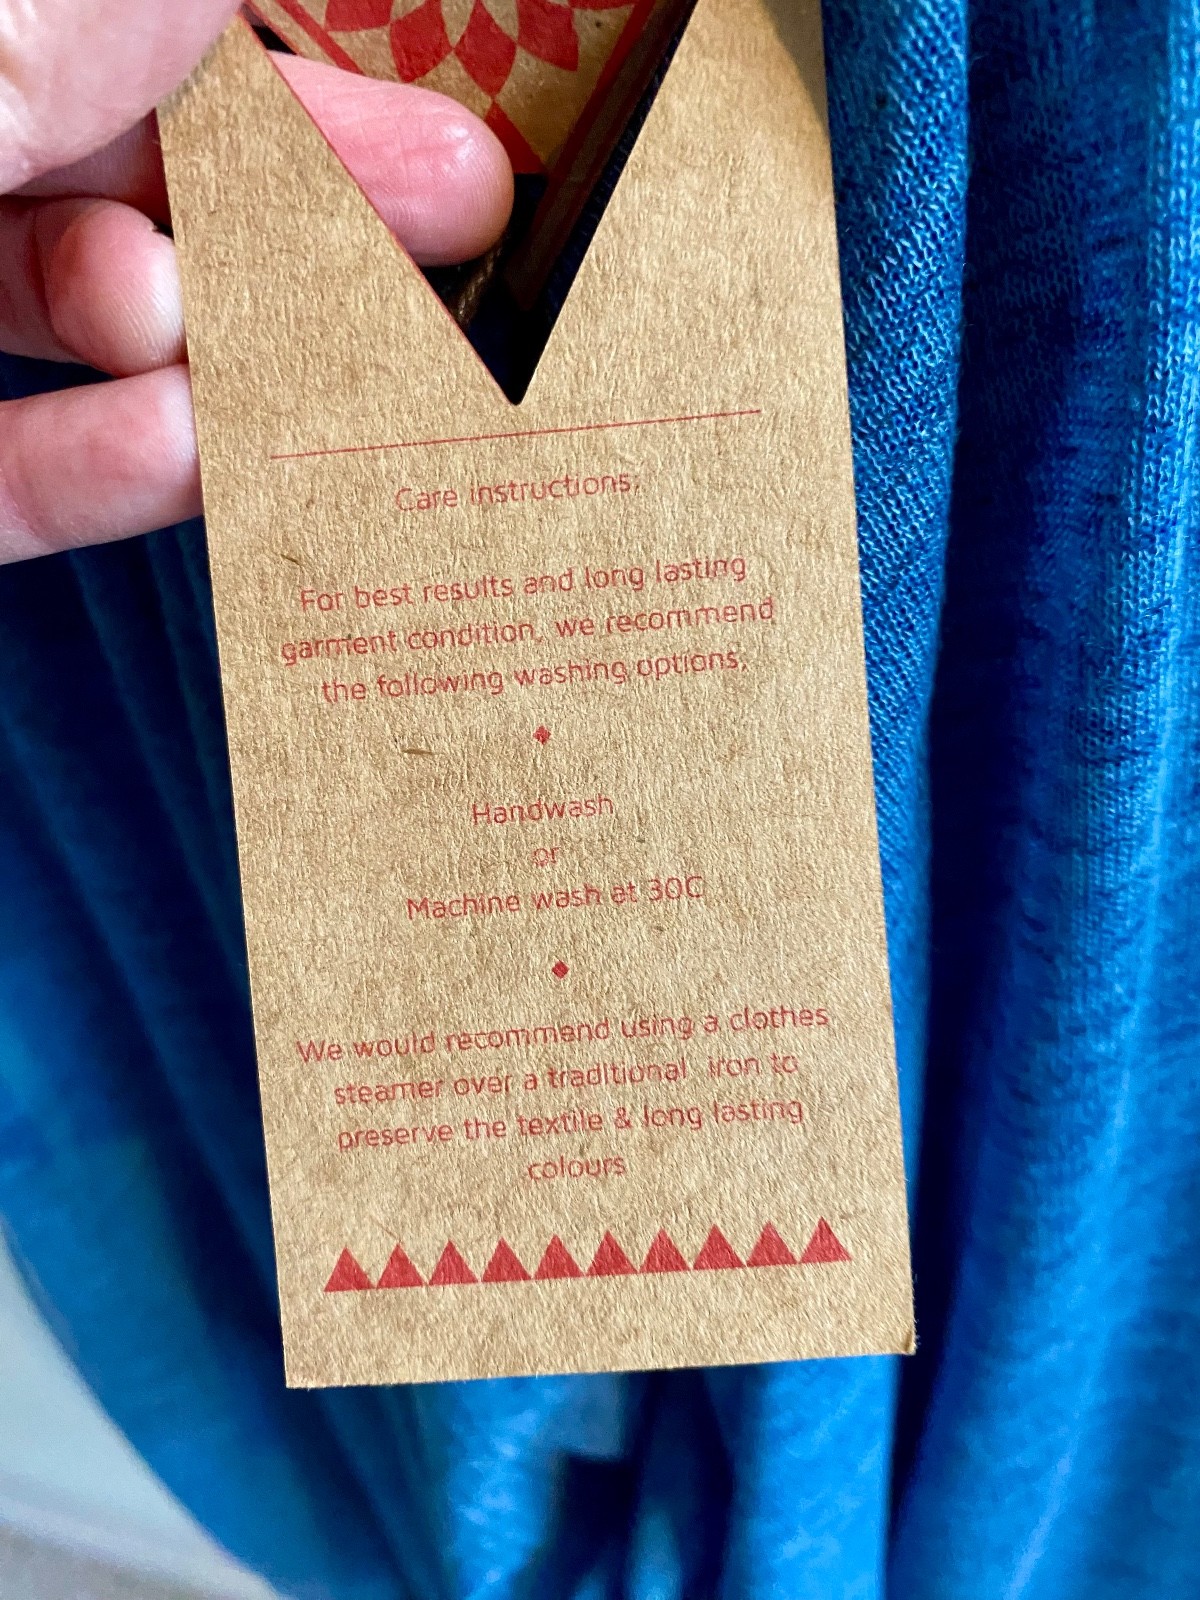 Care instructions;
For best results and long lasting
garment condition, we recommend
the following washing options;
Handwash
or
Machine wash at 30C
We would recommend using a clothes
steamer over a traditional iron to
preserve the textile & long lasting
colours